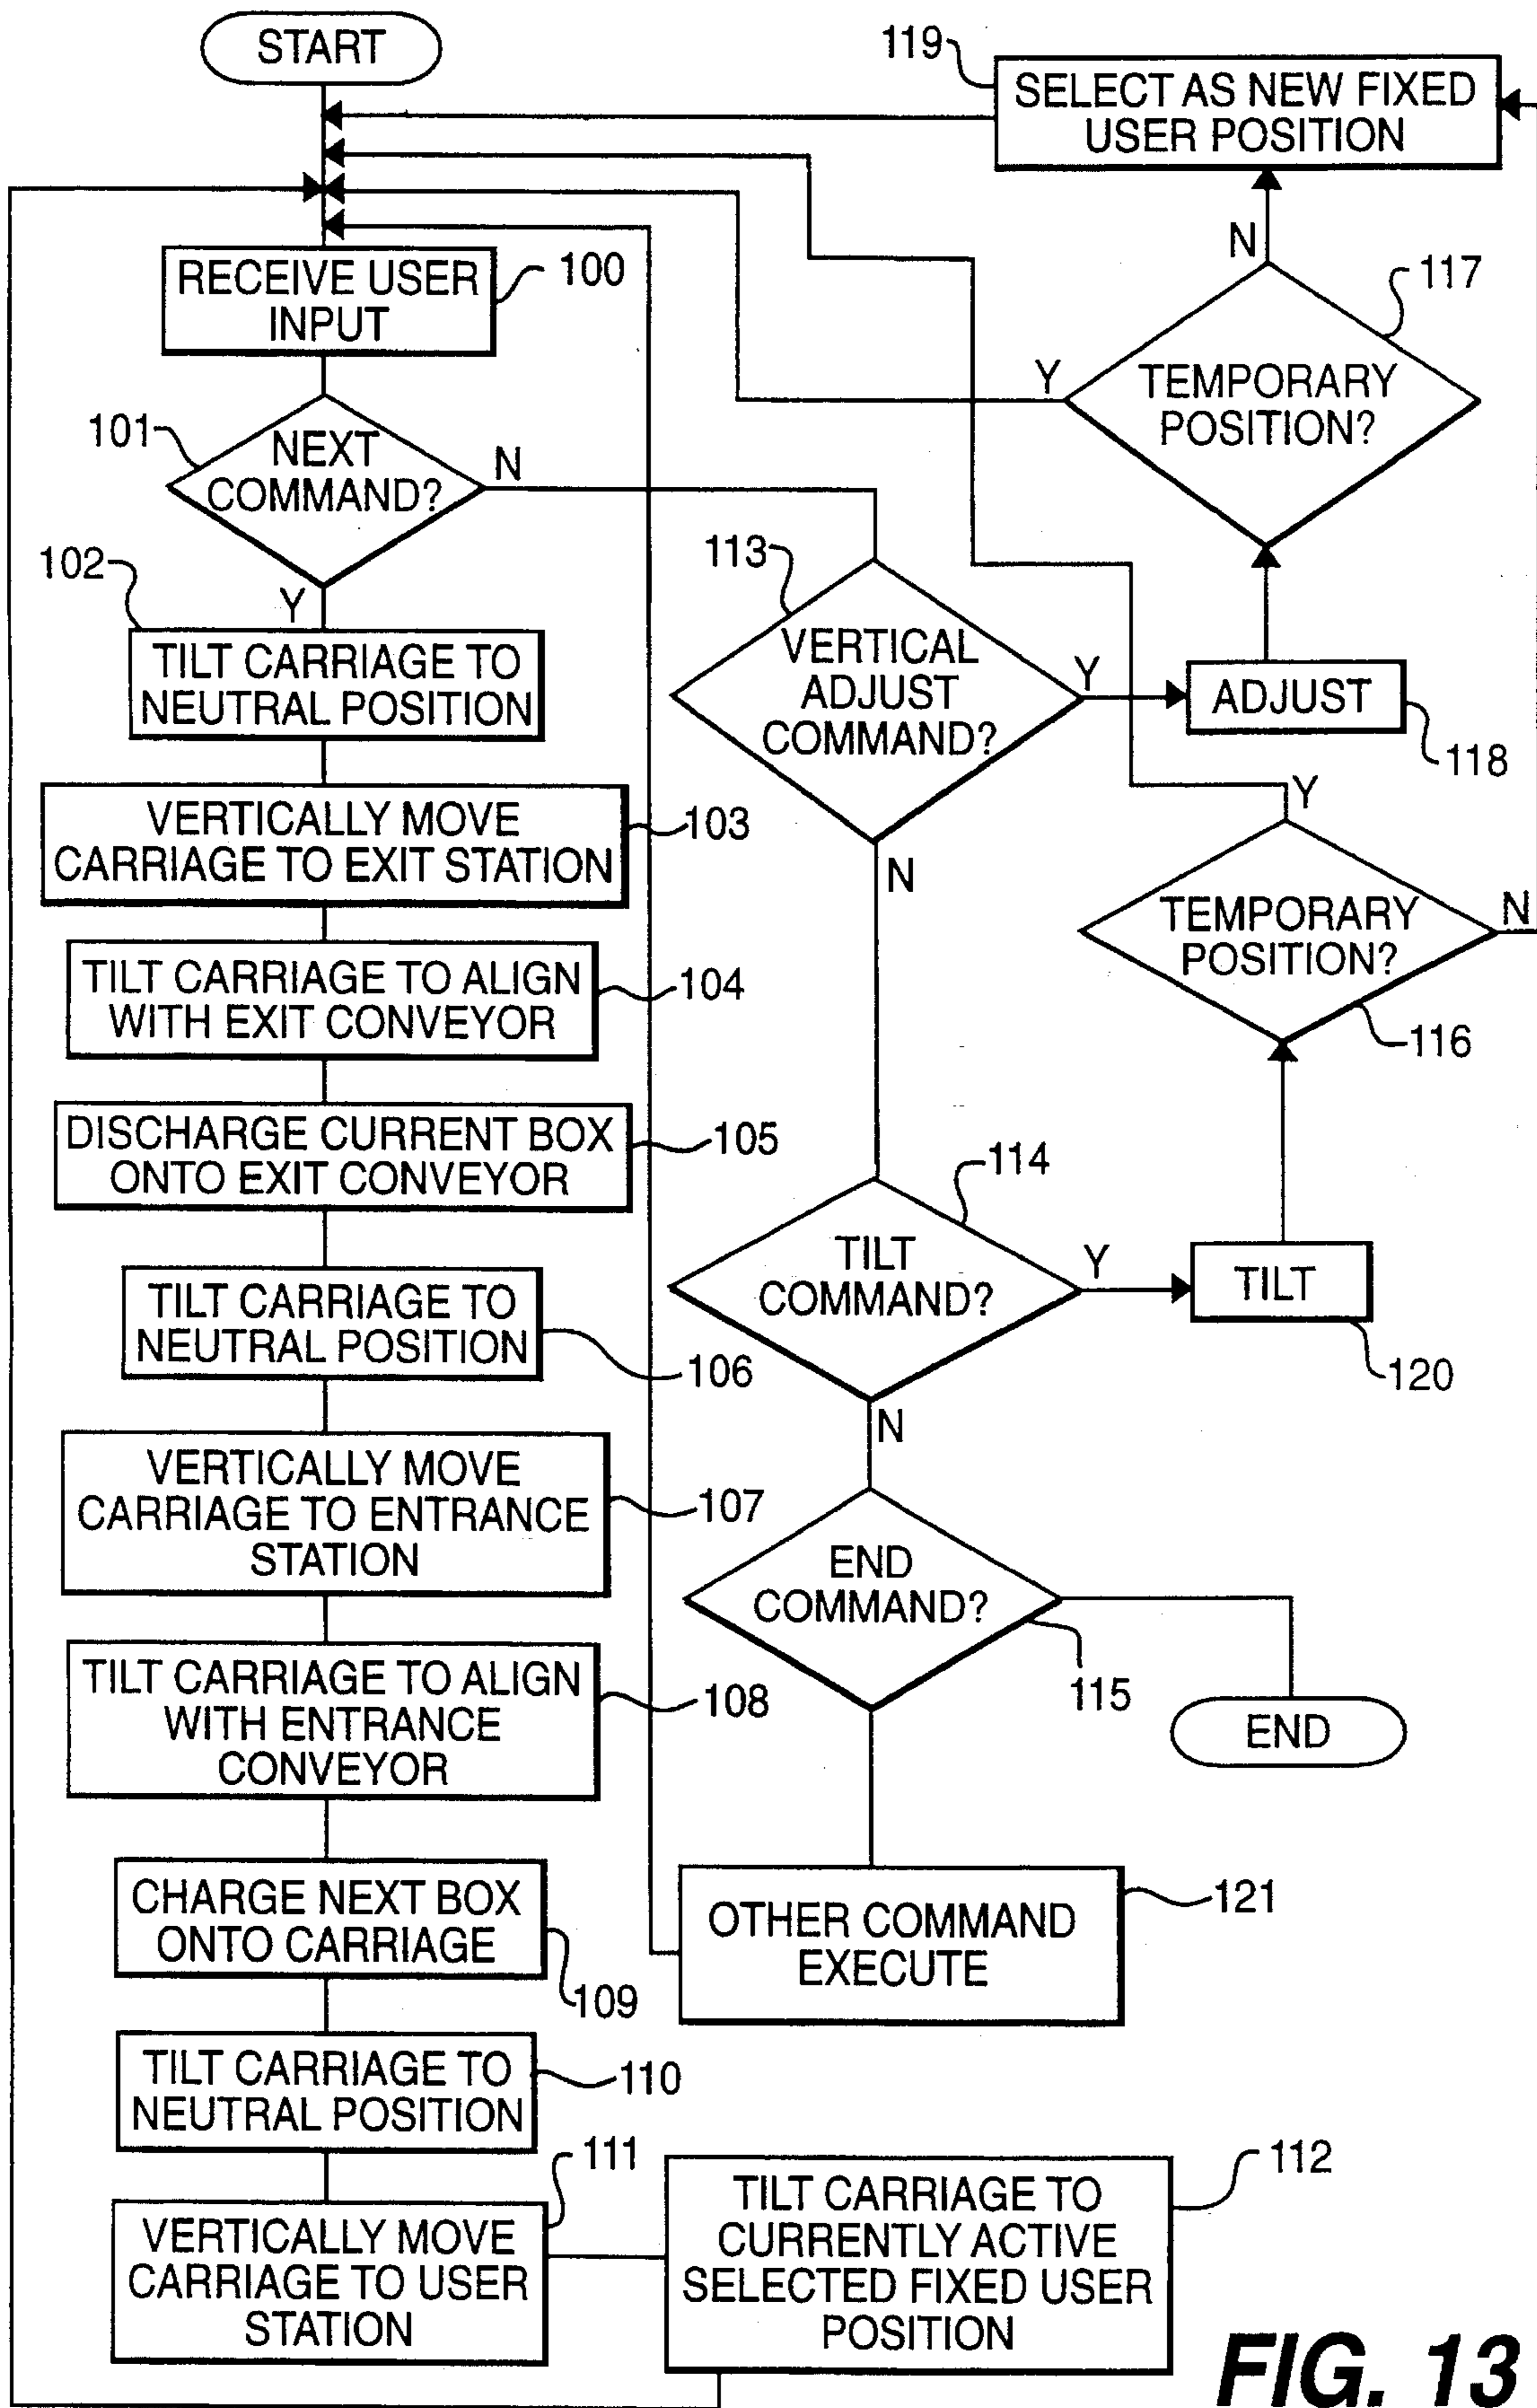 START
119
SELECT AS NEW FIXED
USER POSITION
RECEIVE USER
INPUT
100
N
117
TEMPORARY
POSITION?
Y
101
NEXT
COMMAND?
N
Y
102
TILT CARRIAGE TO
NEUTRAL POSITION
113
VERTICAL
ADJUST
COMMAND?
Y
N
ADJUST
118
VERTICALLY MOVE
CARRIAGE TO EXIT STATION
103
Y
TEMPORARY
POSITION?
N
116
TILT CARRIAGE TO ALIGN
WITH EXIT CONVEYOR
104
DISCHARGE CURRENT BOX
ONTO EXIT CONVEYOR
105
114
TILT
COMMAND?
Y
N
TILT
120
TILT CARRIAGE TO
NEUTRAL POSITION
106
VERTICALLY MOVE
CARRIAGE TO ENTRANCE
STATION
107
END
COMMAND?
115
END
TILT CARRIAGE TO ALIGN
WITH ENTRANCE
CONVEYOR
108
CHARGE NEXT BOX
ONTO CARRIAGE
109
OTHER COMMAND
EXECUTE
121
TILT CARRIAGE TO
NEUTRAL POSITION
110
111
VERTICALLY MOVE
CARRIAGE TO USER
STATION
112
TILT CARRIAGE TO
CURRENTLY ACTIVE
SELECTED FIXED USER
POSITION
FIG. 13